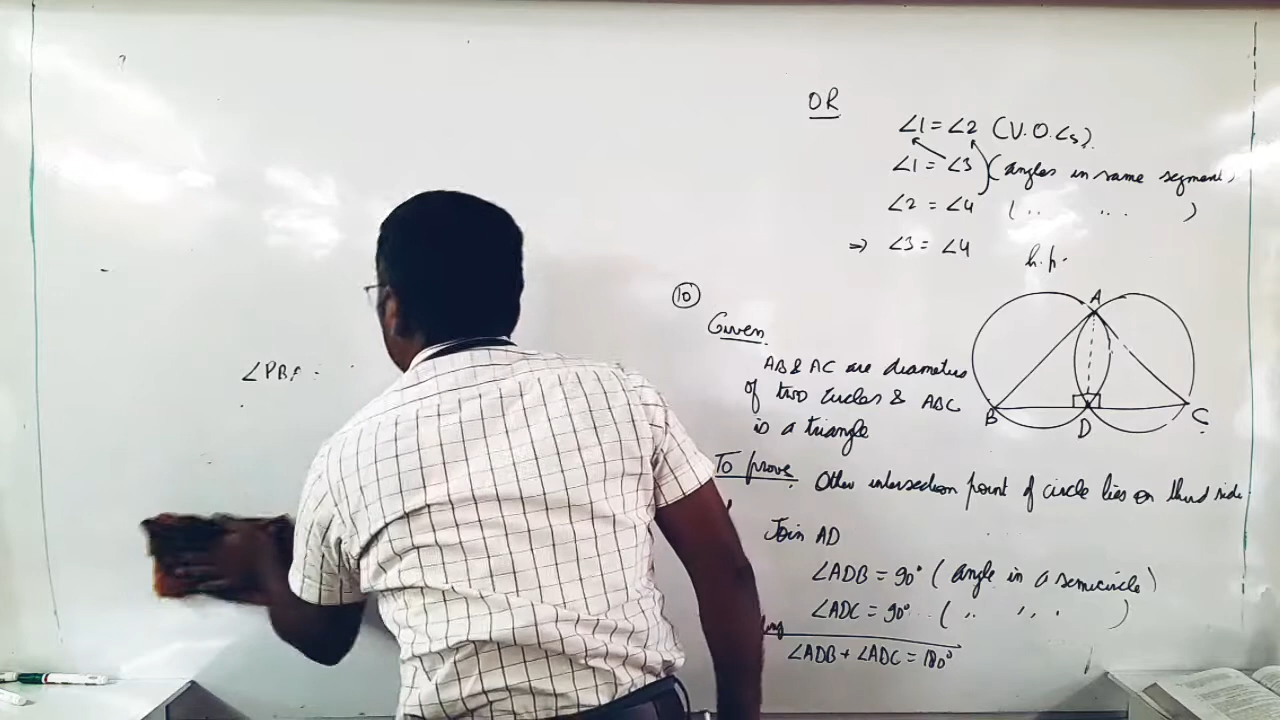 ∠PBA
OR
∠1 = ∠2 (V.O.∠s).
∠1 = ∠3 (angles in same segment)
∠2 = ∠4 ( ,, ,, )
⇒ ∠3 = ∠4
h.p.
10
Given
AB & AC are diameters
of two circles & ABC
is a triangle
A
B
D
C
To prove. Other intersection point of circle lies on third side
Join AD
∠ADB = 90° (angle in a semicircle)
∠ADC = 90° ( ,, ,, )
∠ADB + ∠ADC = 180°